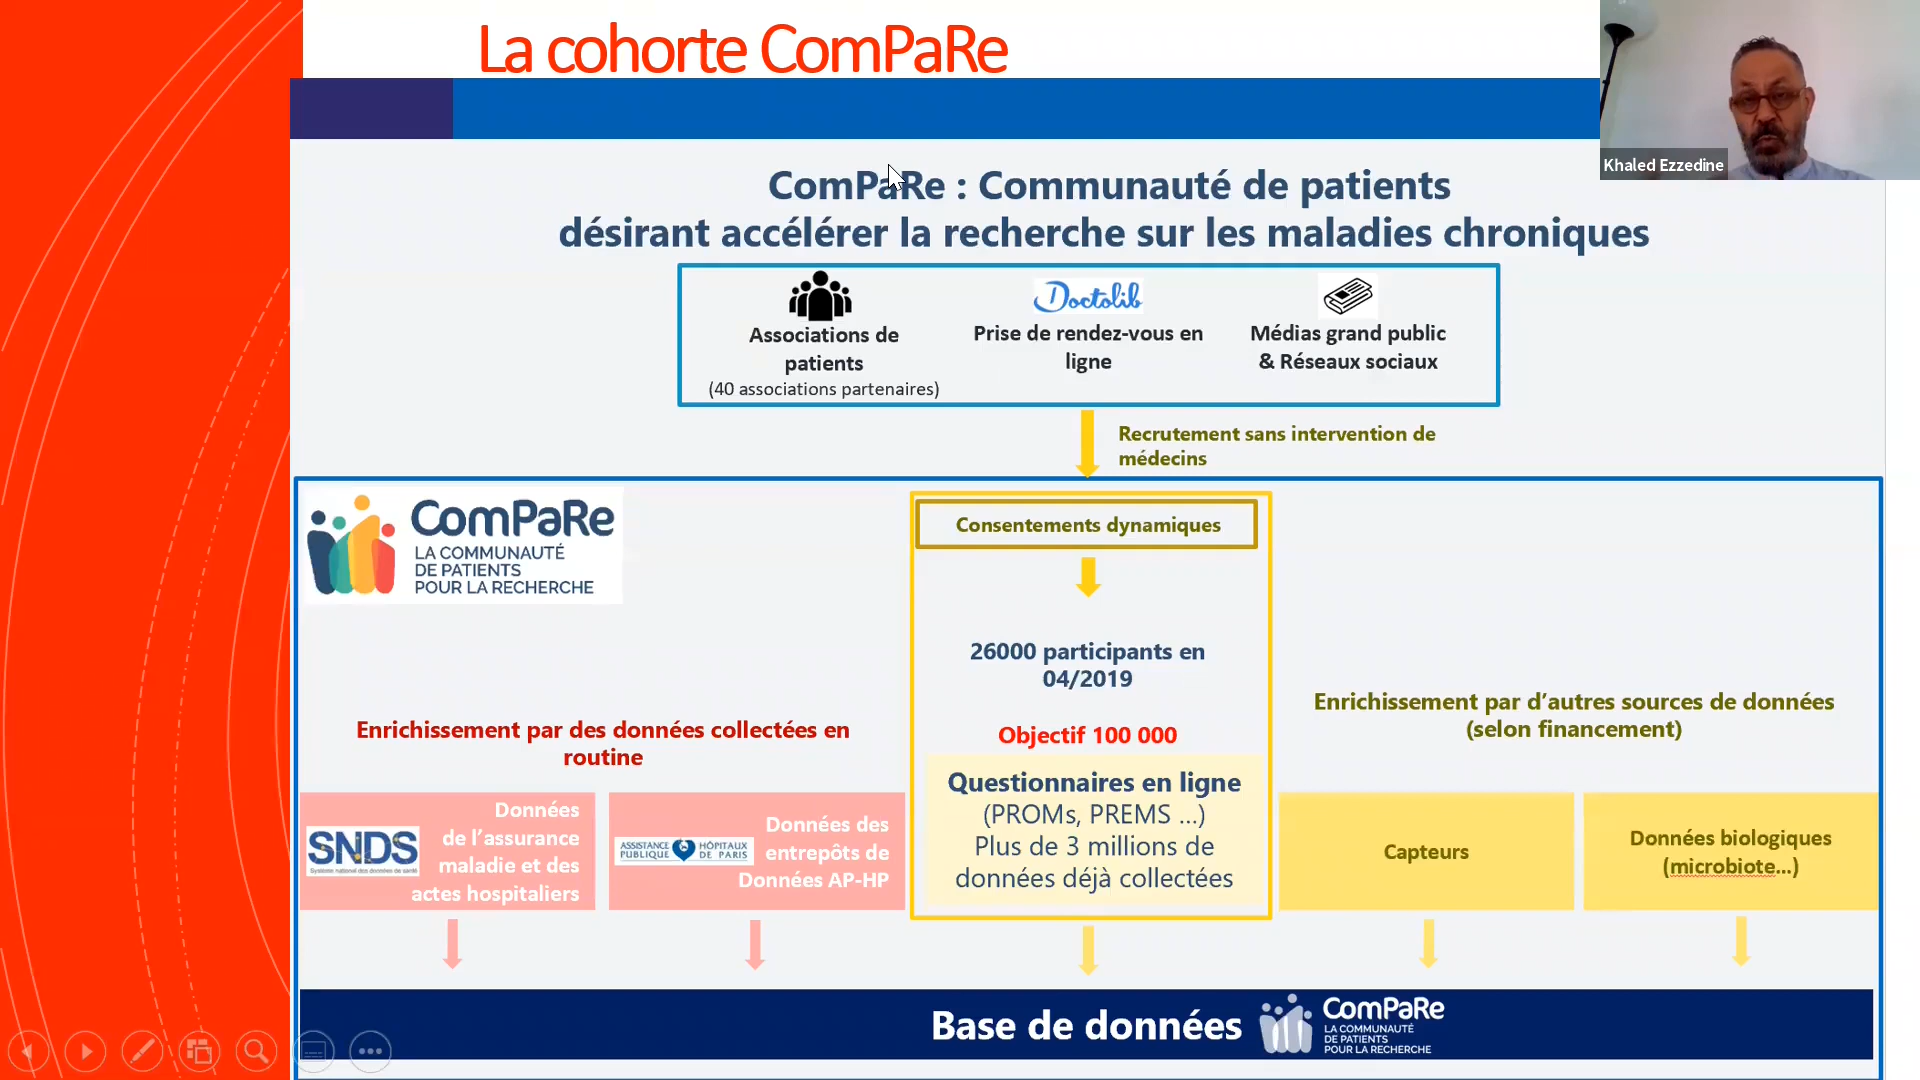 La cohorte ComPaRe
Khaled Ezzedine
ComPaRe : Communauté de patients
désirant accélérer la recherche sur les maladies chroniques
Associations de
patients
(40 associations partenaires)
Doctolib
Prise de rendez-vous en
ligne
Médias grand public
& Réseaux sociaux
Recrutement sans intervention de
médecins
ComPaRe
LA COMMUNAUTÉ
DE PATIENTS
POUR LA RECHERCHE
Consentements dynamiques
26000 participants en
04/2019
Objectif 100 000
Questionnaires en ligne
(PROMs, PREMS ...)
Plus de 3 millions de
données déjà collectées
Enrichissement par des données collectées en
routine
SNDS
Système national des données de santé
Données
de l’assurance
maladie et des
actes hospitaliers
ASSISTANCE HÔPITAUX
PUBLIQUE DE PARIS
Données des
entrepôts de
Données AP-HP
Enrichissement par d’autres sources de données
(selon financement)
Capteurs
Données biologiques
(microbiote...)
Base de données
ComPaRe
LA COMMUNAUTÉ
DE PATIENTS
POUR LA RECHERCHE